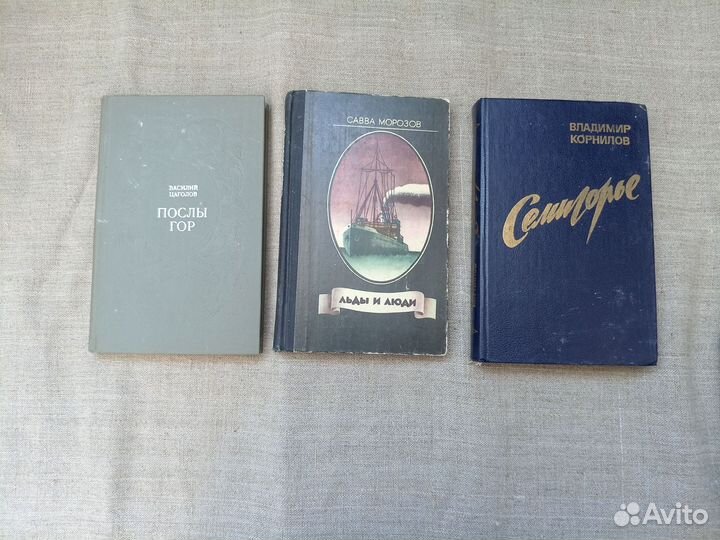 ВАСИЛИЙ
ЦАГОЛОВ
ПОСЛЫ
ГОР
САВВА МОРОЗОВ
ЛЬДЫ И ЛЮДИ
ВЛАДИМИР
КОРНИЛОВ
Семигорье
Avito